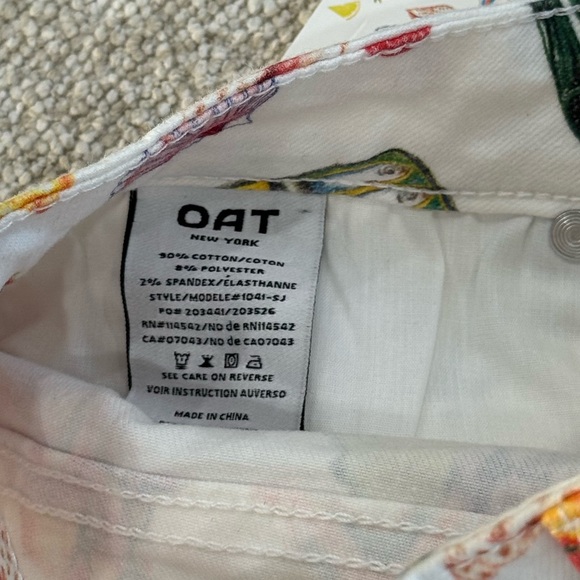 OAT
NEW YORK
90% COTTON/COTON
8% POLYESTER
2% SPANDEX/ÉLASTHANNE
STYLE/MODELE#1041-SJ
PO# 203441/203526
RN#114542/NO de RN114542
CA#07043/NO de CA07043
SEE CARE ON REVERSE
VOIR INSTRUCTION AUVERSO
MADE IN CHINA